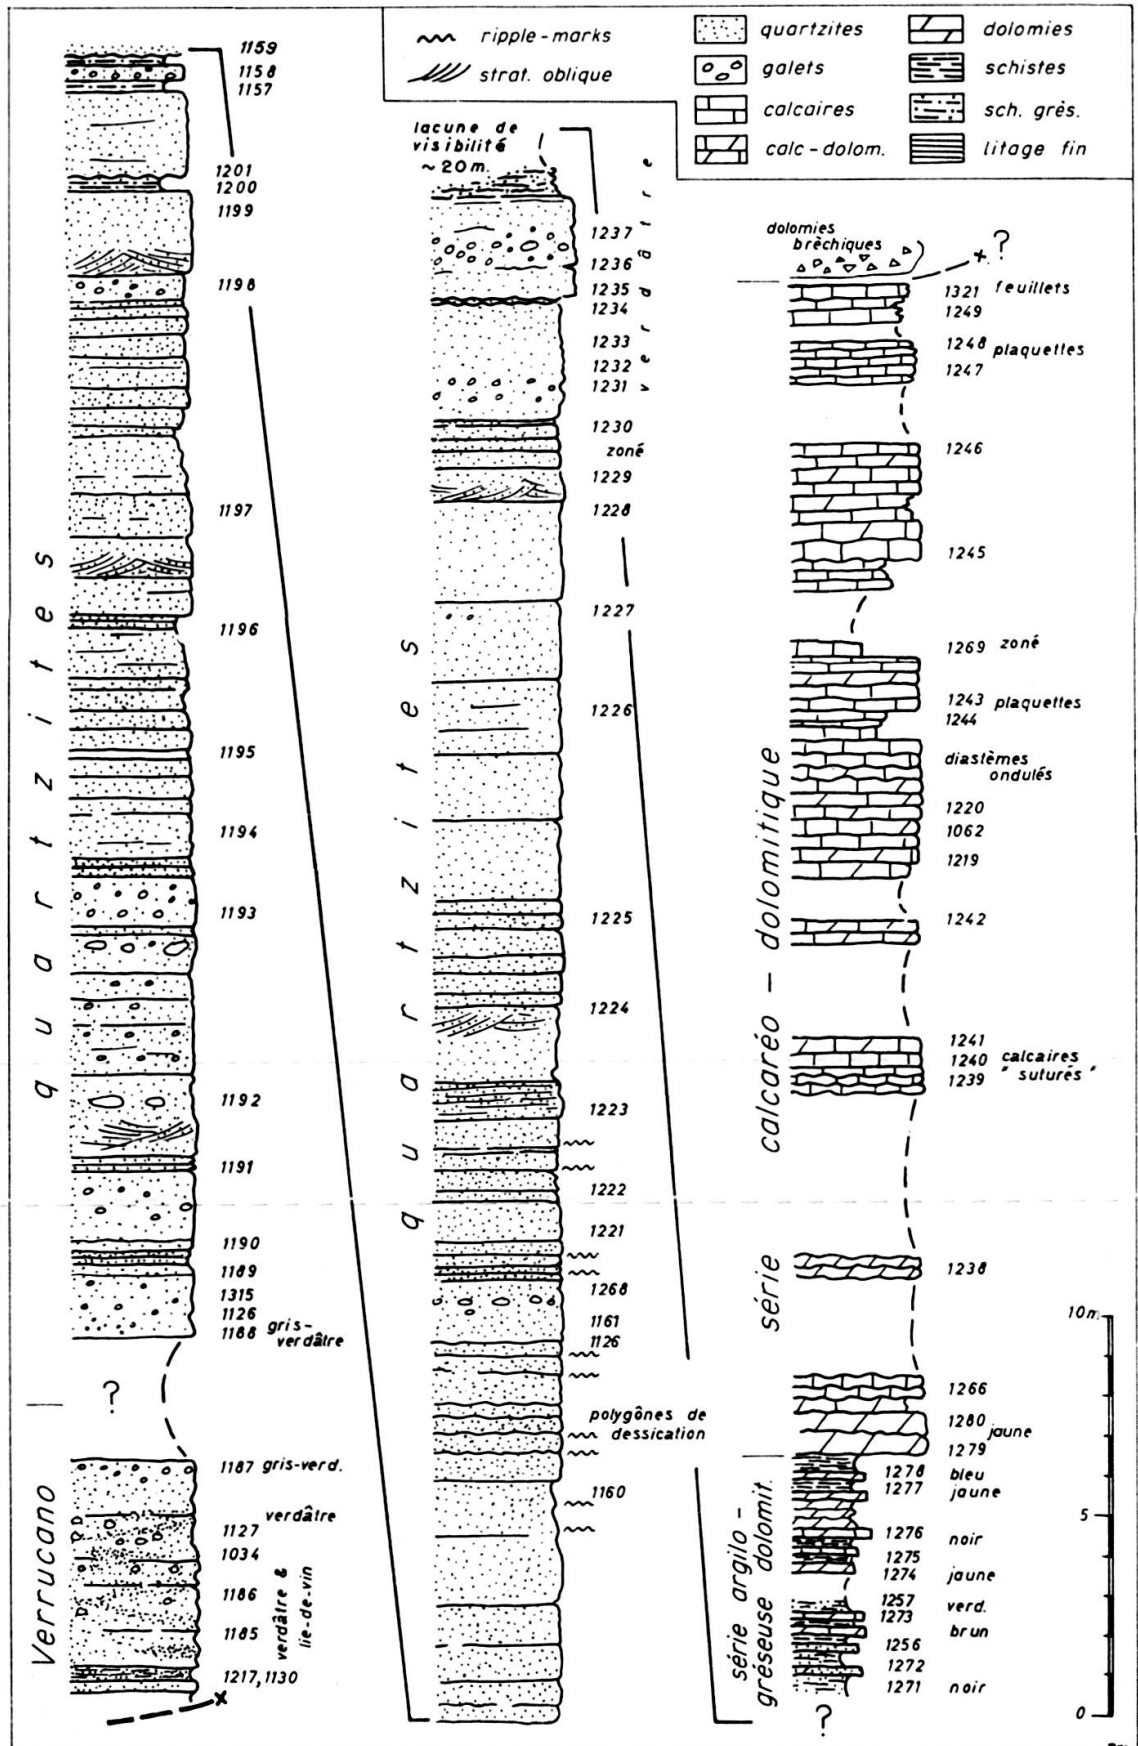 ripple-marks
strat. oblique
quartzites
galets
calcaires
calc-dolom.
dolomies
schistes
sch. grés.
litage fin
1159
1158
1157
1201
1200
1199
1198
1197
1196
1195
1194
1193
1192
1191
1190
1189
1315
1126
1188 gris-
verdâtre
?
1187 gris-verd.
verdâtre
1127
1034
1186
1185
verdâtre &
lie-de-vin
1217,1130
x
quartzites
Verrucano
lacune de
visibilité
~ 20m.
1237
1236
1235
1234
1233
1232
1231
verdâtre
1230
zoné
1229
1228
1227
1226
1225
1224
1223
1222
1221
1268
1161
1126
polygônes de
dessication
1160
quartzites
dolomies
brèchiques
x ?
1321 feuillets
1249
1248 plaquettes
1247
1246
1245
1269 zoné
1243 plaquettes
1244
diastèmes
ondulés
1220
1062
1219
1242
1241
1240 calcaires
1239 "suturés"
1238
1266
1280
jaune
1279
1278 bleu
1277 jaune
1276 noir
1275
1274 jaune
1257 verd.
1273
brun
1256
1272
1271 noir
?
série calcaréo - dolomitique
série argilo-
gréseuse dolomit.
10m
5
0